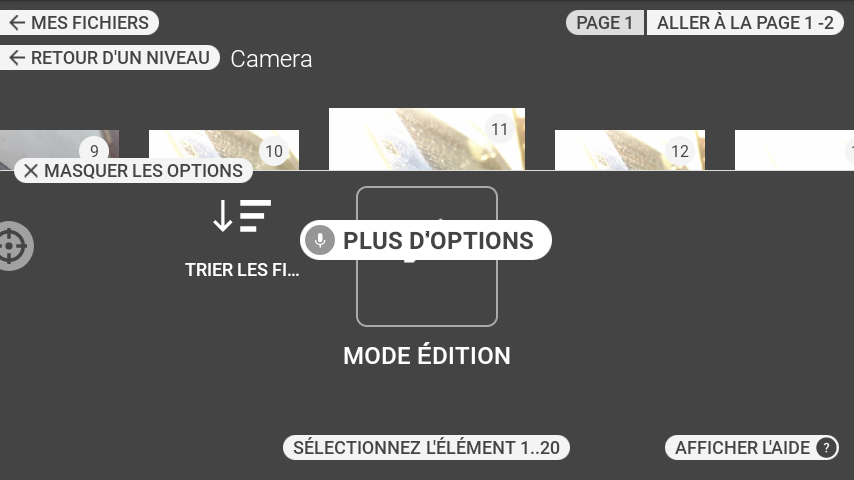 MES FICHIERS
PAGE 1
ALLER À LA PAGE 1 -2
RETOUR D'UN NIVEAU
Camera
9
10
11
12
MASQUER LES OPTIONS
PLUS D'OPTIONS
TRIER LES FI...
MODE ÉDITION
SÉLECTIONNEZ L'ÉLÉMENT 1..20
AFFICHER L'AIDE ?